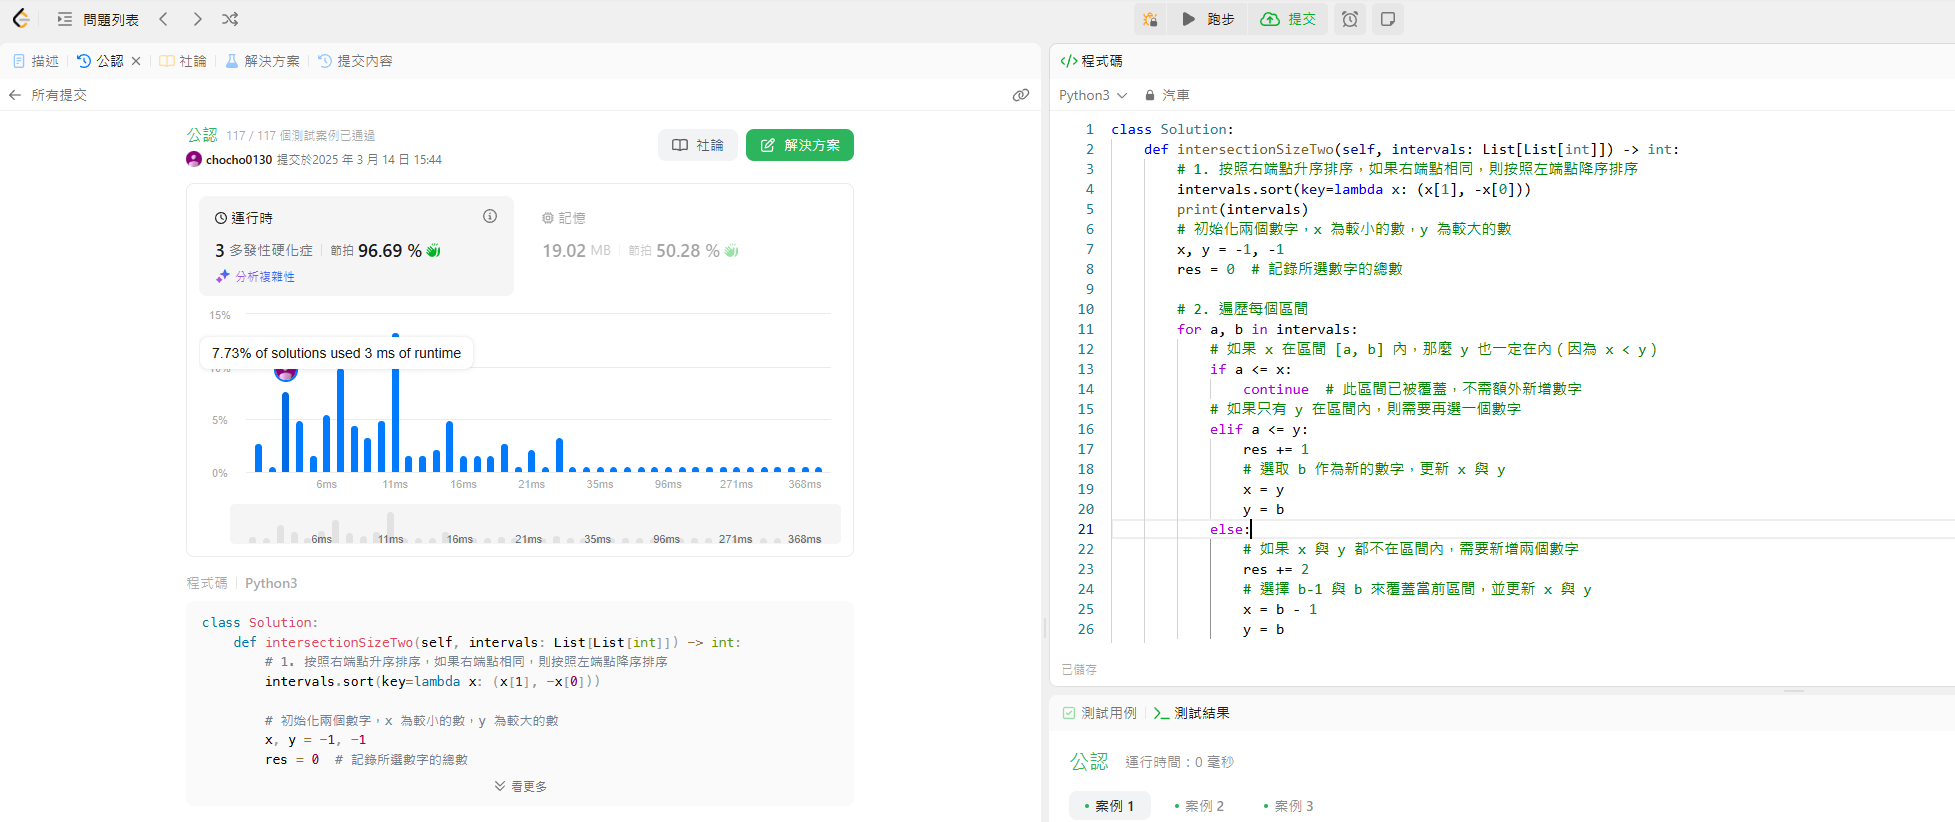 問題列表
跑步
提交
描述
公認
社論
解決方案
提交內容
所有提交
公認 117 / 117 個測試案例已通過
chocho0130 提交於2025 年 3 月 14 日 15:44
社論
解決方案
運行時
3 多發性硬化症 節拍 96.69 %
分析複雜性
記憶
19.02 MB 節拍 50.28 %
15%
7.73% of solutions used 3 ms of runtime
10%
5%
0%
6ms 11ms 16ms 21ms 35ms 96ms 271ms 368ms
6ms 11ms 16ms 21ms 35ms 96ms 271ms 368ms
程式碼 Python3
class Solution:
def intersectionSizeTwo(self, intervals: List[List[int]]) -> int:
# 1. 按照右端點升序排序，如果右端點相同，則按照左端點降序排序
intervals.sort(key=lambda x: (x[1], -x[0]))
# 初始化兩個數字，x 為較小的數，y 為較大的數
x, y = -1, -1
res = 0  # 記錄所選數字的總數
看更多
</> 程式碼
Python3 汽車
1 class Solution:
2 def intersectionSizeTwo(self, intervals: List[List[int]]) -> int:
3 # 1. 按照右端點升序排序，如果右端點相同，則按照左端點降序排序
4 intervals.sort(key=lambda x: (x[1], -x[0]))
5 print(intervals)
6 # 初始化兩個數字，x 為較小的數，y 為較大的數
7 x, y = -1, -1
8 res = 0  # 記錄所選數字的總數
9
10 # 2. 遍歷每個區間
11 for a, b in intervals:
12 # 如果 x 在區間 [a, b] 內，那麼 y 也一定在內（因為 x < y）
13 if a <= x:
14 continue  # 此區間已被覆蓋，不需額外新增數字
15 # 如果只有 y 在區間內，則需要再選一個數字
16 elif a <= y:
17 res += 1
18 # 選取 b 作為新的數字，更新 x 與 y
19 x = y
20 y = b
21 else:
22 # 如果 x 與 y 都不在區間內，需要新增兩個數字
23 res += 2
24 # 選擇 b-1 與 b 來覆蓋當前區間，並更新 x 與 y
25 x = b - 1
26 y = b
已儲存
測試用例
測試結果
公認 運行時間：0 毫秒
案例 1
案例 2
案例 3